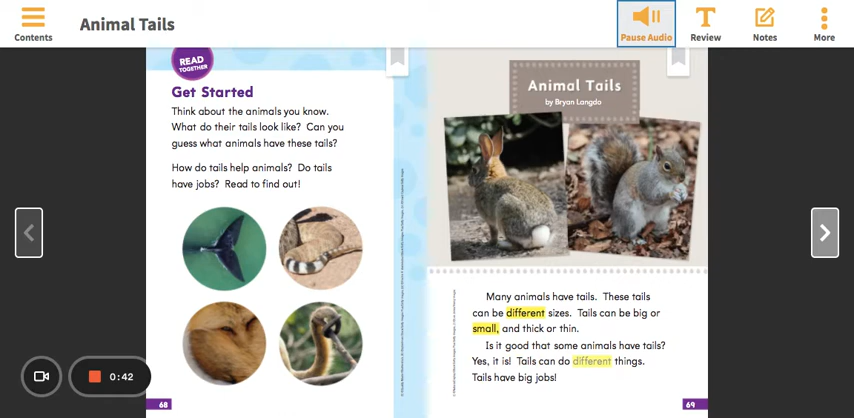 Contents
Animal Tails
Pause Audio
Review
Notes
More
READ
TOGETHER
Get Started
Think about the animals you know.
What do their tails look like? Can you
guess what animals have these tails?
How do tails help animals? Do tails
have jobs? Read to find out!
68
Animal Tails
by Bryan Langdo
Many animals have tails. These tails
can be different sizes. Tails can be big or
small, and thick or thin.
Is it good that some animals have tails?
Yes, it is! Tails can do different things.
Tails have big jobs!
69
0:42